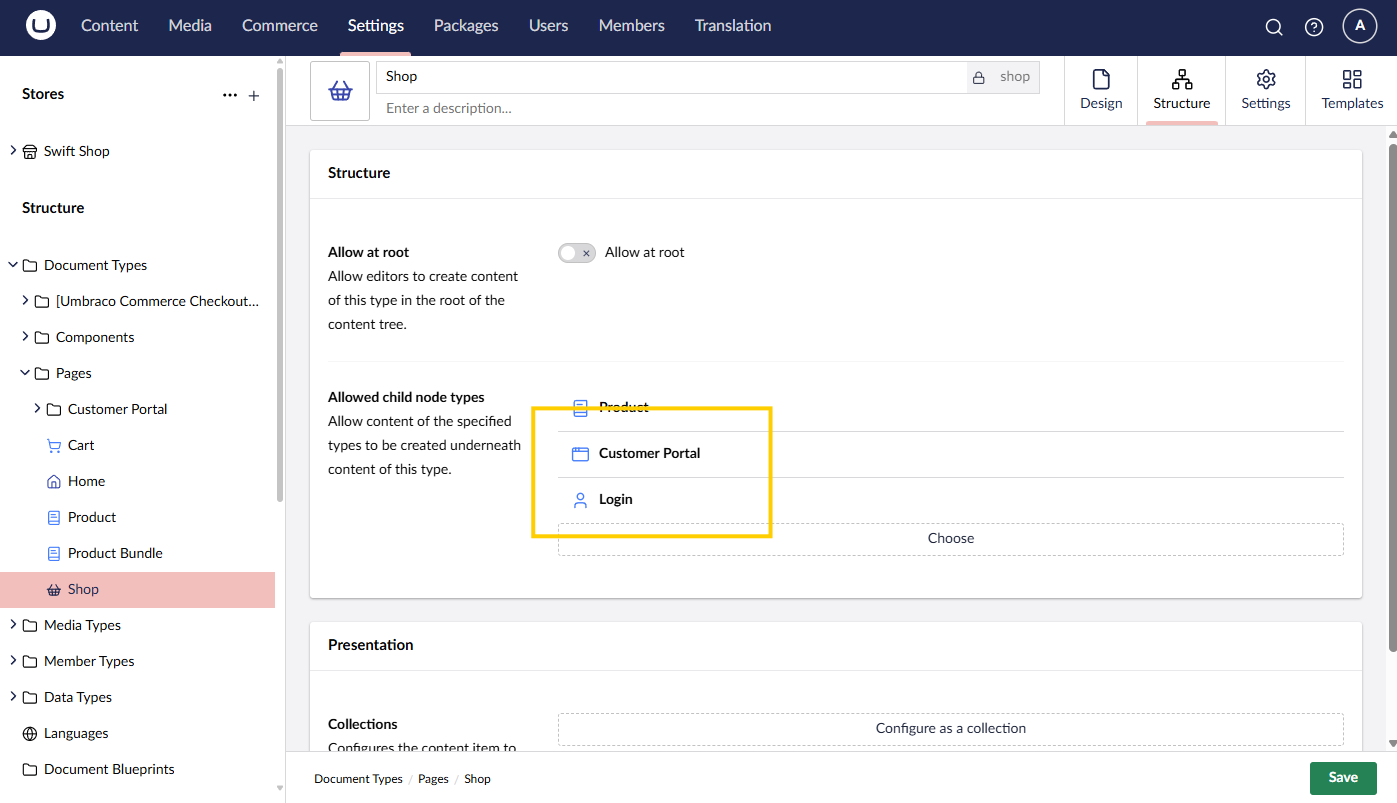 Content Media Commerce Settings Packages Users Members Translation A
Stores
Swift Shop
Structure
Document Types
[Umbraco Commerce Checkout...
Components
Pages
Customer Portal
Cart
Home
Product
Product Bundle
Shop
Media Types
Member Types
Data Types
Languages
Document Blueprints
Shop shop
Enter a description...
Design Structure Settings Templates
Structure
Allow at root
Allow editors to create content
of this type in the root of the
content tree.
Allow at root
Allowed child node types
Allow content of the specified
types to be created underneath
content of this type.
Product
Customer Portal
Login
Choose
Presentation
Collections
Configures the content item to
Configure as a collection
Document Types / Pages / Shop
Save